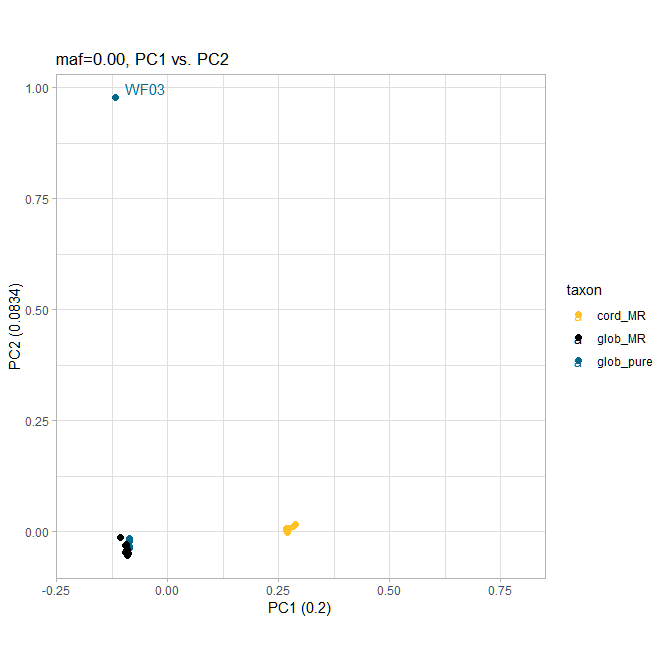 maf=0.00, PC1 vs. PC2
WF03
1.00
0.75
0.50
0.25
0.00
PC2 (0.0834)
-0.25 0.00 0.25 0.50 0.75
PC1 (0.2)
taxon
a cord_MR
a glob_MR
a glob_pure